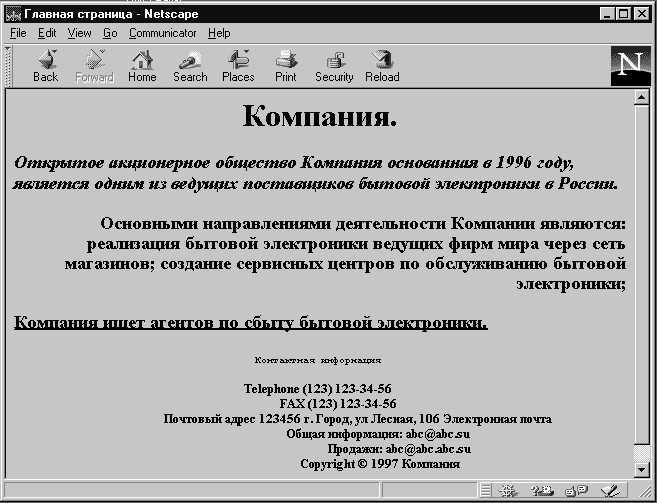 Главная страница - Netscape
File Edit View Go Communicator Help
Back Forward Home Search Places Print Security Reload
N
Компания.
Открытое акционерное общество Компания основанная в 1996 году,
является одним из ведущих поставщиков бытовой электроники в России.
Основными направлениями деятельности Компании являются:
реализация бытовой электроники ведущих фирм мира через сеть
магазинов; создание сервисных центров по обслуживанию бытовой
электроники;
Компания ищет агентов по сбыту бытовой электроники.
Контактная информация
Telephone (123) 123-34-56
FAX (123) 123-34-56
Почтовый адрес 123456 г. Город, ул Лесная, 106 Электронная почта
Общая информация: abc@abc.su
Продажи: abc@abc.abc.su
Copyright © 1997 Компания